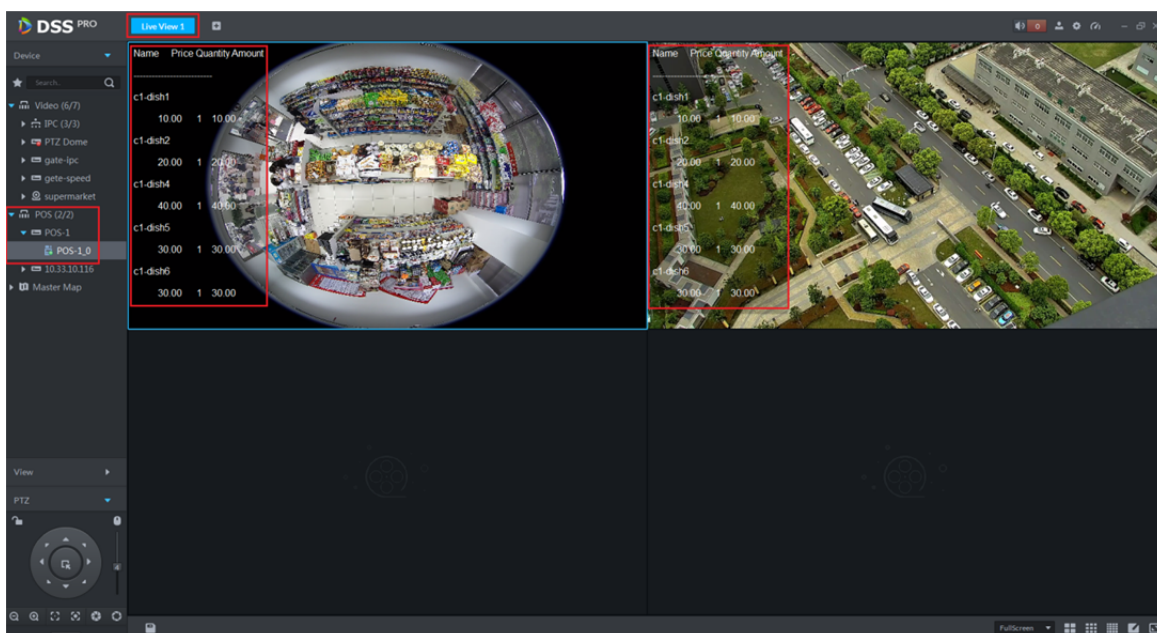 DSS PRO
Live View 1
0
Device
Search..
Video (6/7)
IPC (3/3)
PTZ Dome
gate-ipc
gete-speed
supermarket
POS (2/2)
POS-1
POS-1_0
10.33.10.116
Master Map
View
PTZ
4
Name Price Quantity Amount
--------------------------
c1-dish1
10.00 1 10.00
c1-dish2
20.00 1 20.00
c1-dish4
40.00 1 40.00
c1-dish5
30.00 1 30.00
c1-dish6
30.00 1 30.00
Name Price Quantity Amount
--------------------------
c1-dish1
10.00 1 10.00
c1-dish2
20.00 1 20.00
c1-dish4
40.00 1 40.00
c1-dish5
30.00 1 30.00
c1-dish6
30.00 1 30.00
FullScreen